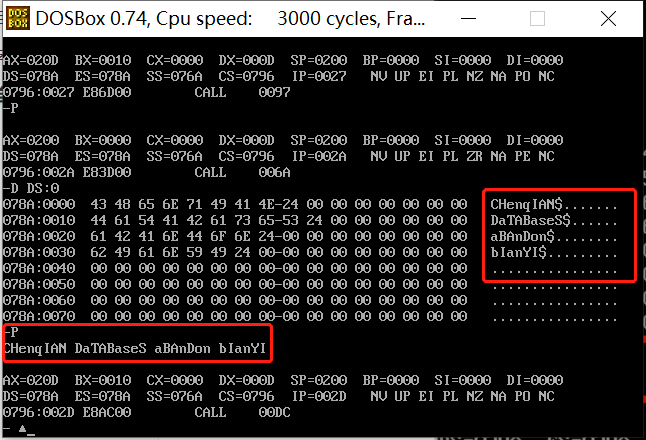 DOSBox 0.74, Cpu speed:    3000 cycles, Fra...
AX=020D  BX=0010  CX=0000  DX=000D  SP=0200  BP=0000  SI=0000  DI=0000
DS=078A  ES=078A  SS=076A  CS=0796  IP=0027   NV UP EI PL NZ NA PO NC
0796:0027 E86D00        CALL    0097
-P
AX=0200  BX=0000  CX=0000  DX=0000  SP=0200  BP=0000  SI=0000  DI=0000
DS=078A  ES=078A  SS=076A  CS=0796  IP=002A   NV UP EI PL ZR NA PE NC
0796:002A E83D00        CALL    006A
-D DS:0
078A:0000  43 48 65 6E 71 49 41 4E-24 00 00 00 00 00 00 00   CHenqIAN$.......
078A:0010  44 61 54 41 42 61 73 65-53 24 00 00 00 00 00 00   DaTABaseS$......
078A:0020  61 42 41 6E 44 6F 6E 24-00 00 00 00 00 00 00 00   aBAnDon$........
078A:0030  62 49 61 6E 59 49 24 00-00 00 00 00 00 00 00 00   bIanYI$.........
078A:0040  00 00 00 00 00 00 00 00-00 00 00 00 00 00 00 00   ................
078A:0050  00 00 00 00 00 00 00 00-00 00 00 00 00 00 00 00   ................
078A:0060  00 00 00 00 00 00 00 00-00 00 00 00 00 00 00 00   ................
078A:0070  00 00 00 00 00 00 00 00-00 00 00 00 00 00 00 00   ................
-P
CHenqIAN DaTABaseS aBAnDon bIanYI
AX=0200  BX=0000  CX=0000  DX=0000  SP=0200  BP=0000  SI=0000  DI=0000
DS=078A  ES=078A  SS=076A  CS=0796  IP=002D   NV UP EI PL ZR NA PE NC
0796:002D E8AC00        CALL    00DC
- ▲_